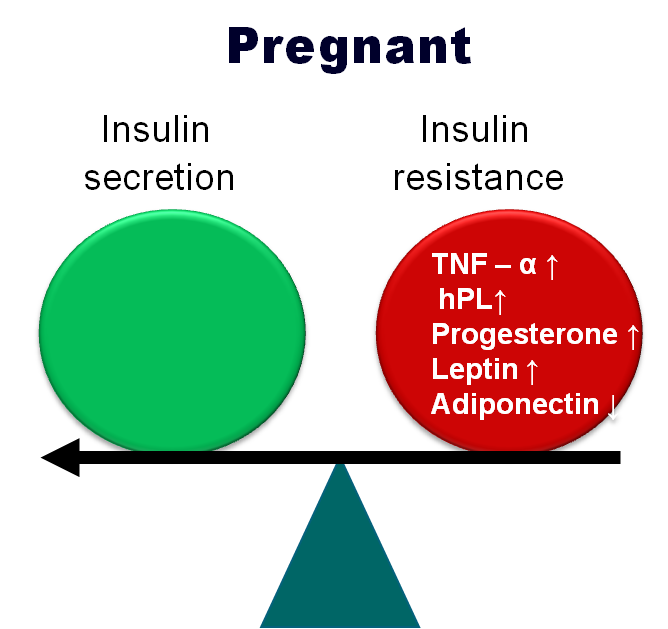 Pregnant
Insulin
secretion
Insulin
resistance
TNF – α ↑
hPL↑
Progesterone ↑
Leptin ↑
Adiponectin ↓